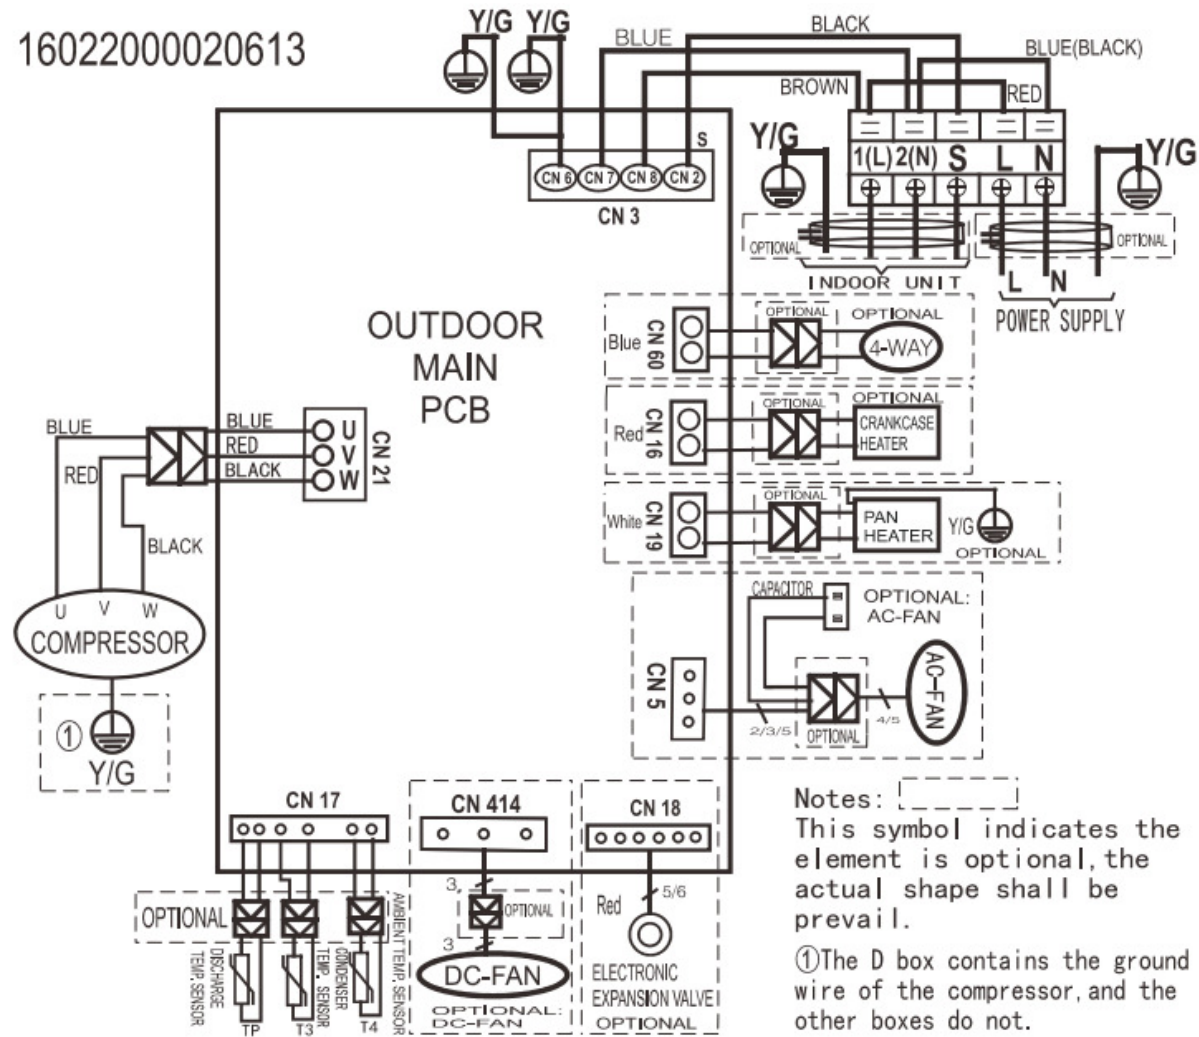 16022000020613
Y/G Y/G
BLUE
BLACK
BLUE(BLACK)
BROWN
RED
S
CN 6 CN 7 CN 8 CN 2
CN 3
Y/G
1(L) 2(N) S L N
Y/G
OPTIONAL
OPTIONAL
INDOOR UNIT
L N
POWER SUPPLY
OUTDOOR
MAIN
PCB
Blue
CN 60
OPTIONAL
OPTIONAL
4-WAY
Red
CN 16
OPTIONAL
OPTIONAL
CRANKCASE
HEATER
White
CN 19
OPTIONAL
PAN
HEATER
Y/G
OPTIONAL
BLUE
RED
BLACK
BLUE
RED
BLACK
U
V
W
CN 21
U V W
COMPRESSOR
①
Y/G
CAPACITOR
OPTIONAL:
AC-FAN
CN 5
2/3/5
OPTIONAL
4/5
AC-FAN
CN 17
OPTIONAL
DISCHARGE
TEMP. SENSOR
TP
CONDENSER
TEMP. SENSOR
T3
AMBIENT TEMP. SENSOR
T4
CN 414
3
OPTIONAL
3
DC-FAN
OPTIONAL:
DC-FAN
CN 18
Red
5/6
ELECTRONIC
EXPANSION VALVE
OPTIONAL
Notes:
This symbol indicates the
element is optional, the
actual shape shall be
prevail.
①The D box contains the ground
wire of the compressor, and the
other boxes do not.